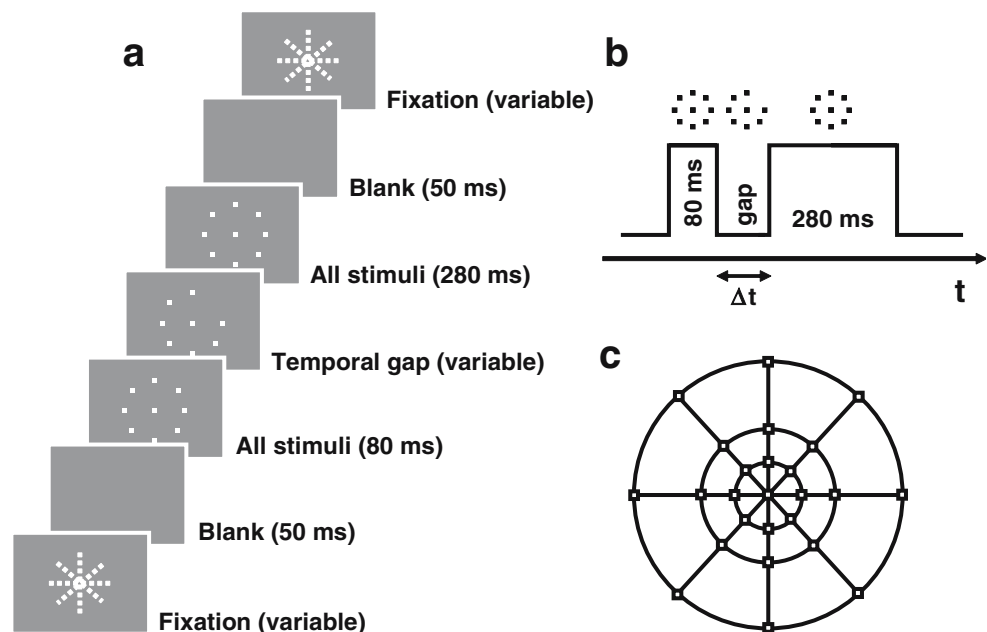 a
Fixation (variable)
Blank (50 ms)
All stimuli (280 ms)
Temporal gap (variable)
All stimuli (80 ms)
Blank (50 ms)
Fixation (variable)
b
80 ms
gap
280 ms
Δt
t
c